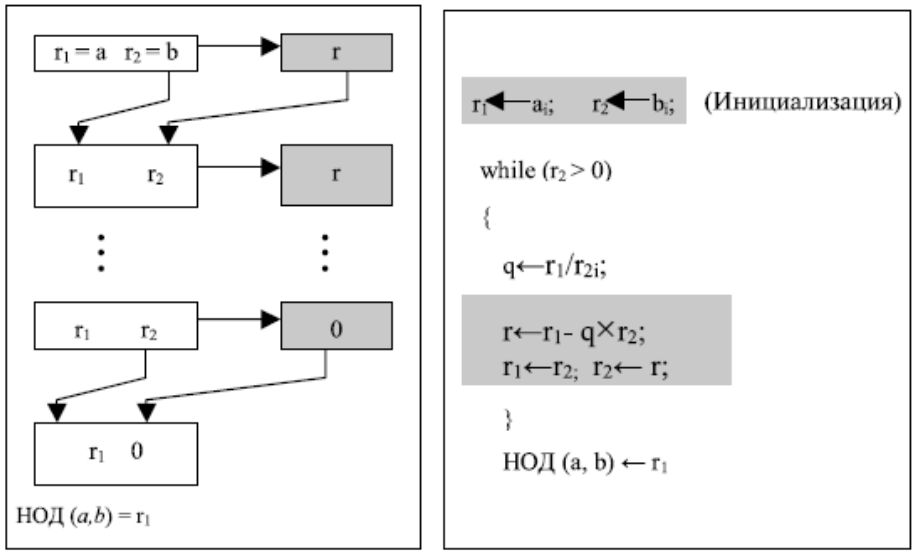 r₁ = a r₂ = b r
r₁ r₂ r
r₁ r₂ 0
r₁ 0
НОД (a,b) = r₁
r₁←aᵢ; r₂←bᵢ; (Инициализация)
while (r₂ > 0)
{
q←r₁/r₂ᵢ;
r←r₁- q×r₂;
r₁←r₂; r₂← r;
}
НОД (a, b) ← r₁